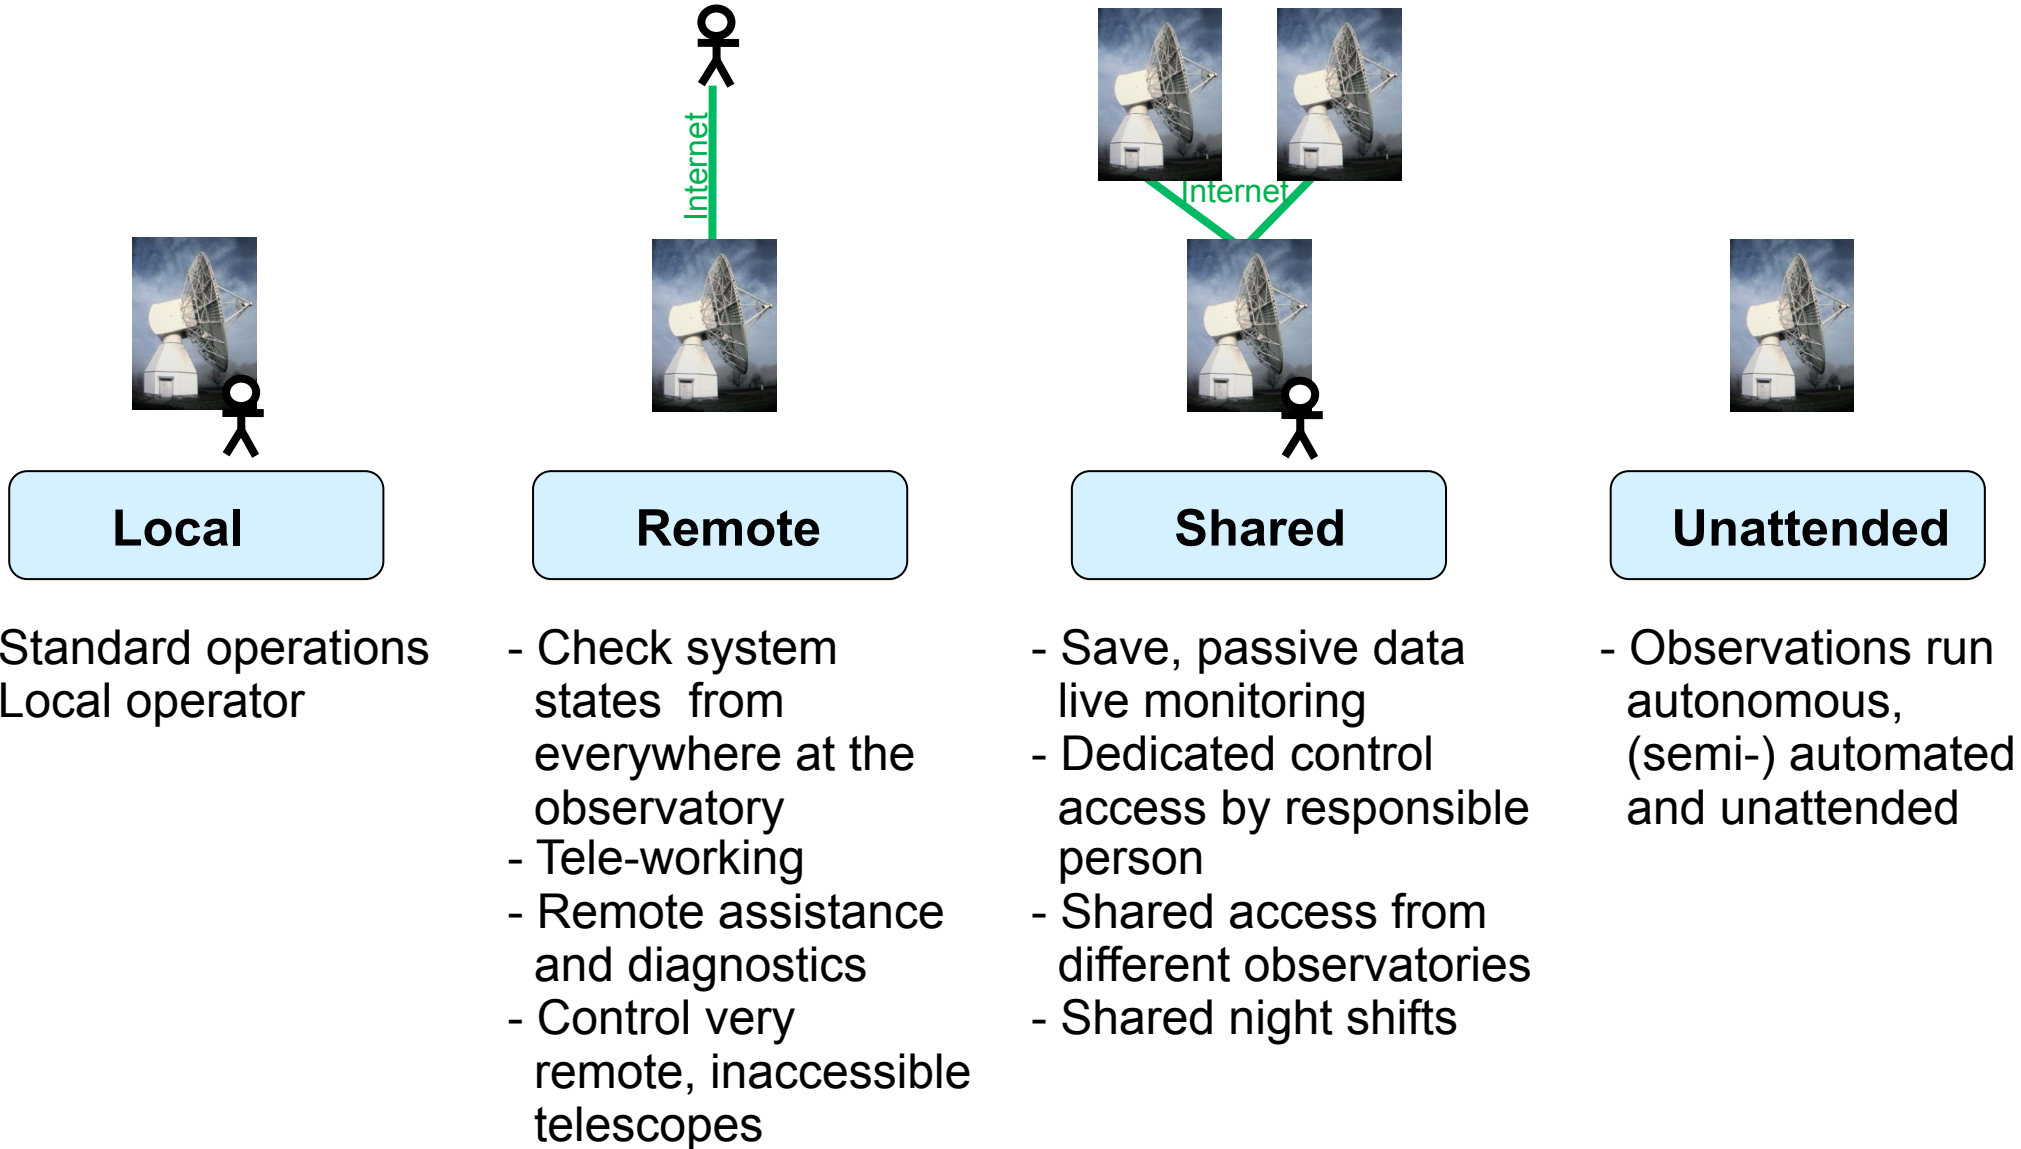 Internet
Internet
Local
Remote
Shared
Unattended
Standard operations
Local operator
- Check system
states from
everywhere at the
observatory
- Tele-working
- Remote assistance
and diagnostics
- Control very
remote, inaccessible
telescopes
- Save, passive data
live monitoring
- Dedicated control
access by responsible
person
- Shared access from
different observatories
- Shared night shifts
- Observations run
autonomous,
(semi-) automated
and unattended